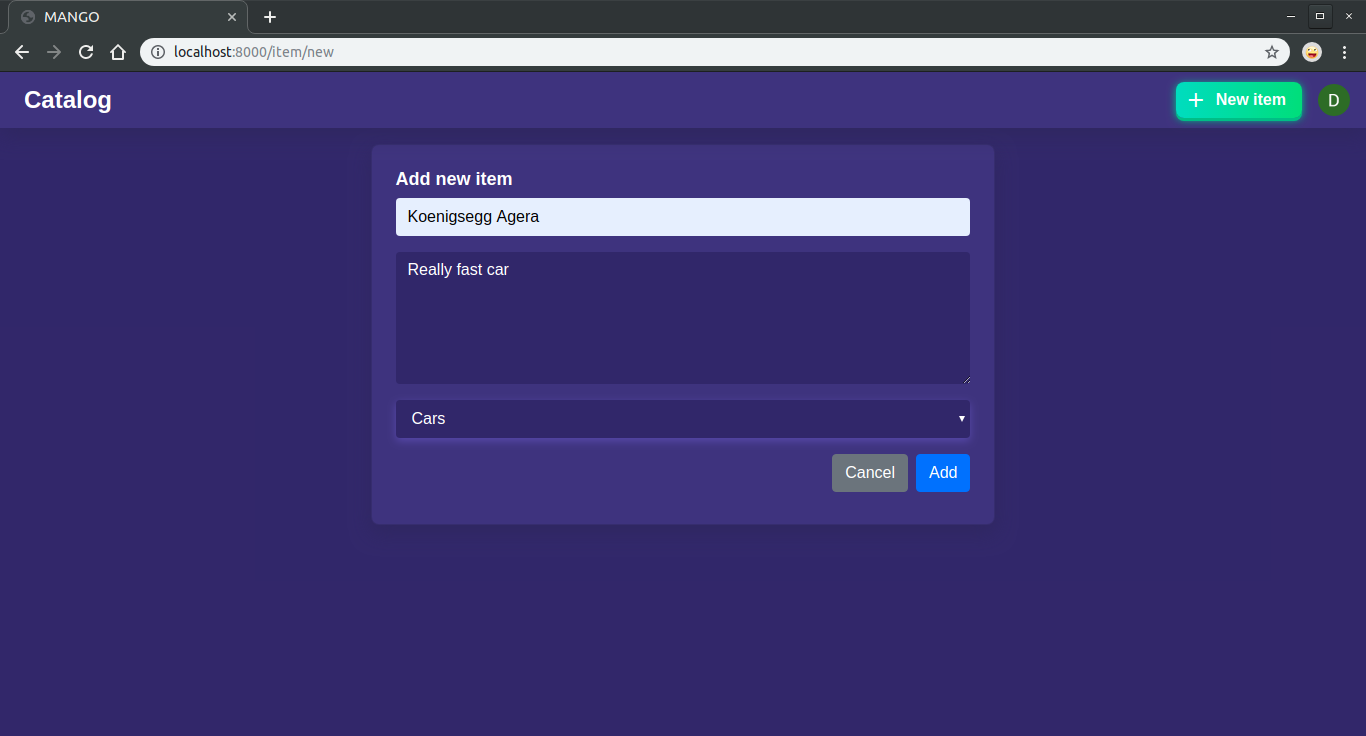 MANGO
localhost:8000/item/new
Catalog
New item
D
Add new item
Koenigsegg Agera
Really fast car
Cars
Cancel
Add